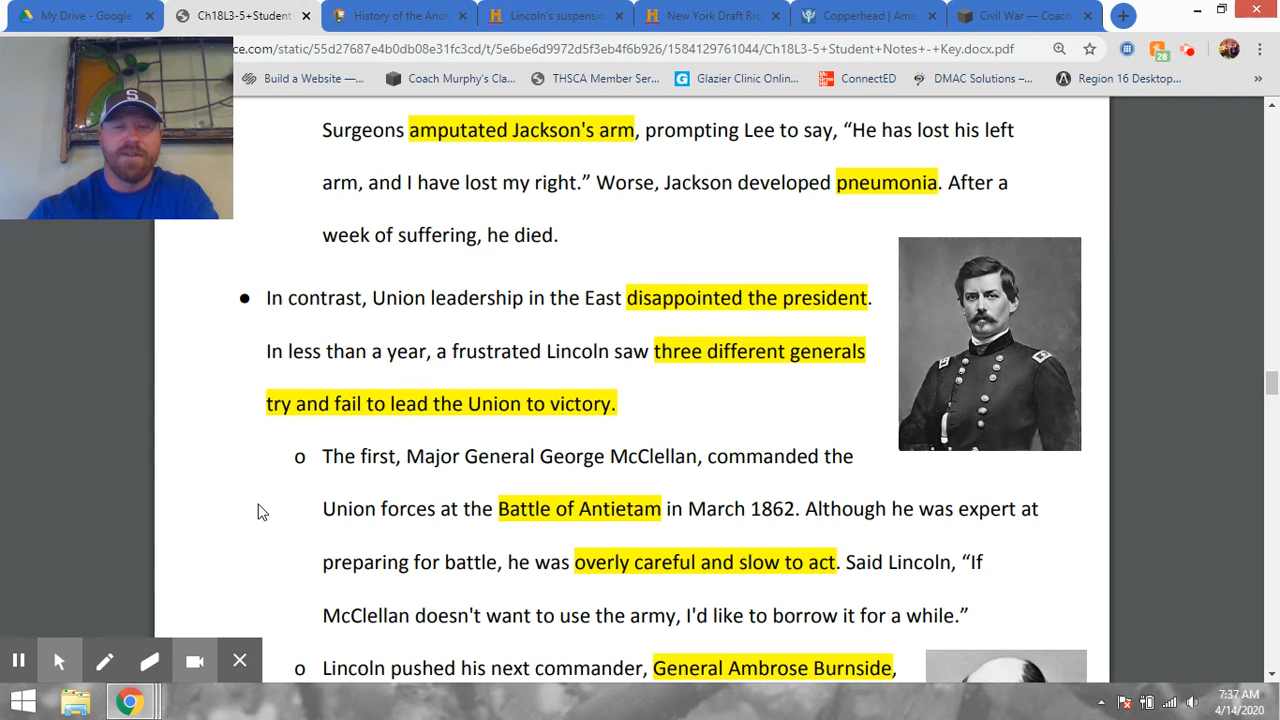 My Drive - Google
Ch18L3-5+Student
History of the And
Lincoln's suspensi
New York Draft Rio
Copperhead | Ame
Civil War — Coach
ce.com/static/55d27687e4b0db08e31fc3cd/t/5e6be6d9972d5f3eb4f6b926/1584129761044/Ch18L3-5+Student+Notes+-+Key.docx.pdf
28
Build a Website —...
Coach Murphy's Cla...
THSCA Member Ser...
Glazier Clinic Onlin...
ConnectED
DMAC Solutions –...
Region 16 Desktop...
»
S
Surgeons amputated Jackson's arm, prompting Lee to say, “He has lost his left
arm, and I have lost my right.” Worse, Jackson developed pneumonia. After a
week of suffering, he died.
● In contrast, Union leadership in the East disappointed the president.
In less than a year, a frustrated Lincoln saw three different generals
try and fail to lead the Union to victory.
o The first, Major General George McClellan, commanded the
Union forces at the Battle of Antietam in March 1862. Although he was expert at
preparing for battle, he was overly careful and slow to act. Said Lincoln, “If
McClellan doesn't want to use the army, I'd like to borrow it for a while.”
o Lincoln pushed his next commander, General Ambrose Burnside,
7:37 AM
4/14/2020